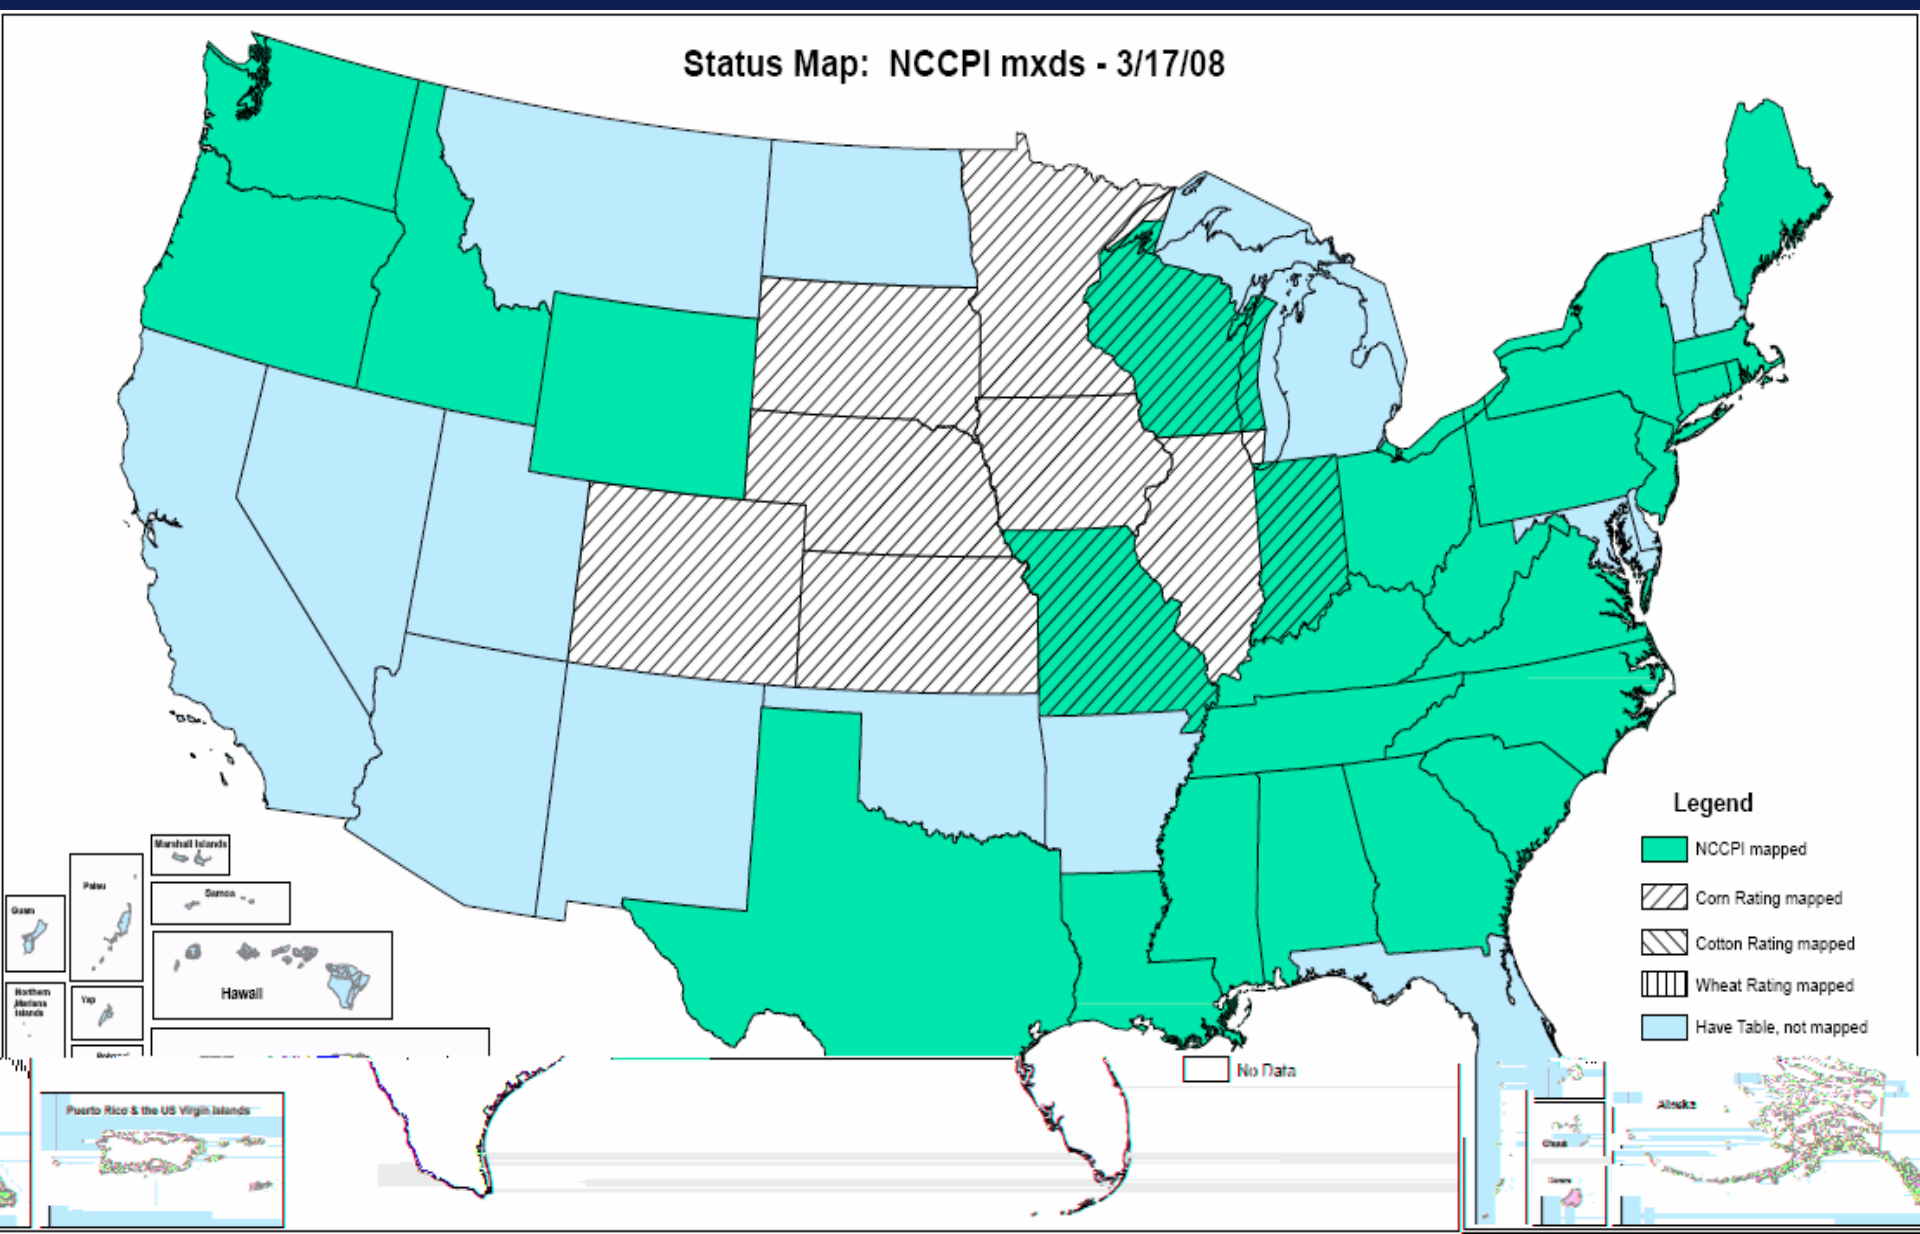 Status Map: NCCPI mxds - 3/17/08
Legend
NCCPI mapped
Corn Rating mapped
Cotton Rating mapped
Wheat Rating mapped
Have Table, not mapped
No Data
Marshall Islands
Palau
Samoa
Guam
Hawaii
Northern
Mariana
Islands
Yap
Puerto Rico & the US Virgin Islands
Alaska
Chuuk